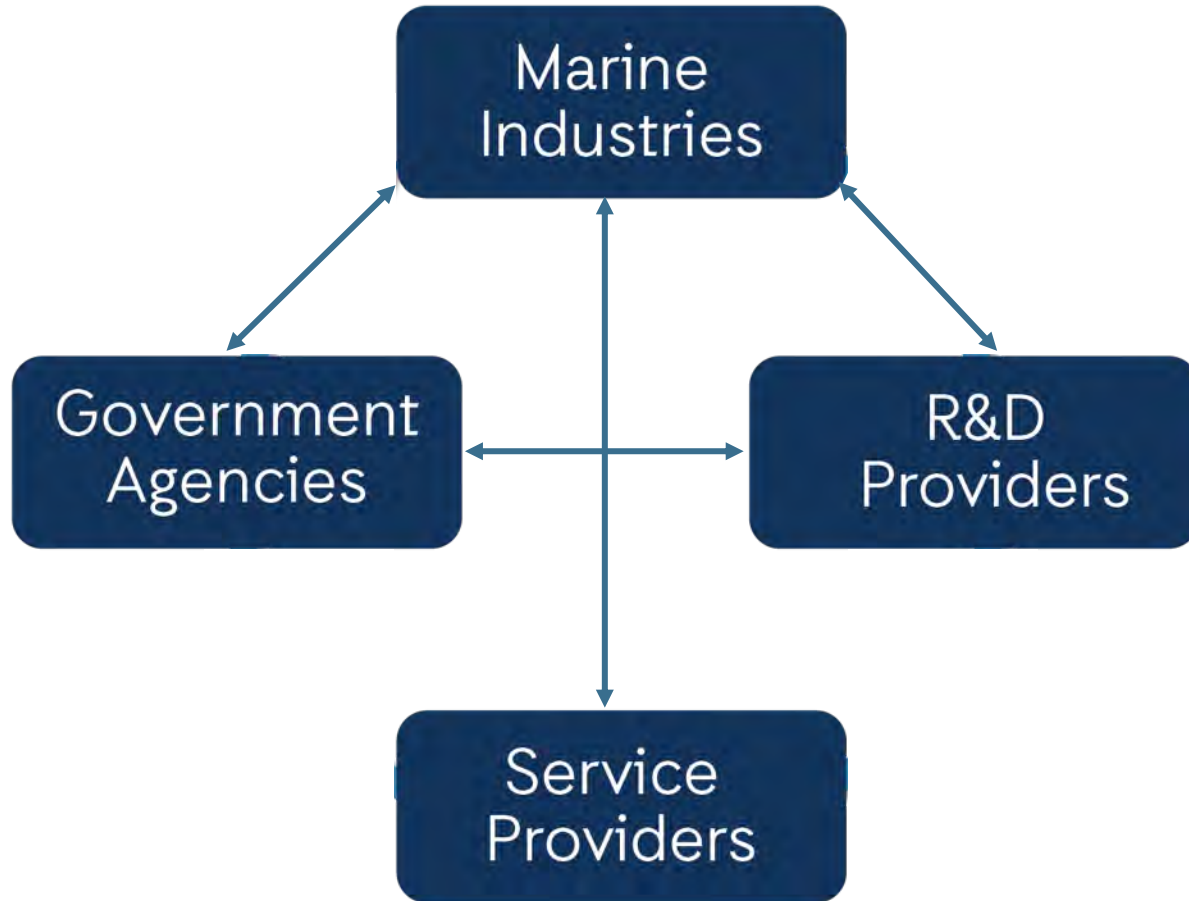 Marine
Industries
Government
Agencies
R&D
Providers
Service
Providers